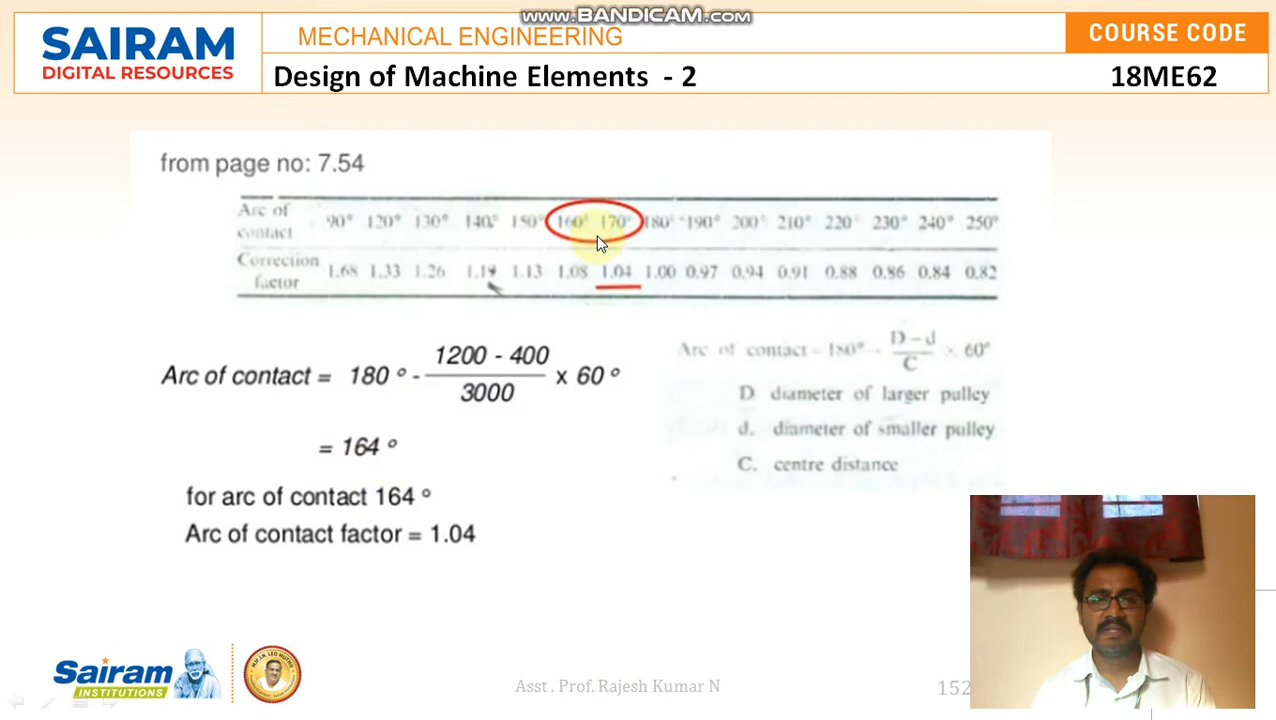 www.BANDICAM.com
SAIRAM
DIGITAL RESOURCES
MECHANICAL ENGINEERING
COURSE CODE
Design of Machine Elements - 2
18ME62
from page no: 7.54
Arc of contact 90° 120° 130° 140° 150° 160° 170° 180° 190° 200° 210° 220° 230° 240° 250°
Correction factor 1.68 1.33 1.26 1.19 1.13 1.08 1.04 1.00 0.97 0.94 0.91 0.88 0.86 0.84 0.82
Arc of contact = 180 ° - 1200 - 400 / 3000 x 60 °
= 164 °
for arc of contact 164 °
Arc of contact factor = 1.04
Arc of contact = 180° - D - d / C × 60°
D diameter of larger pulley
d. diameter of smaller pulley
C. centre distance
Sairam
INSTITUTIONS
Asst . Prof. Rajesh Kumar N
152